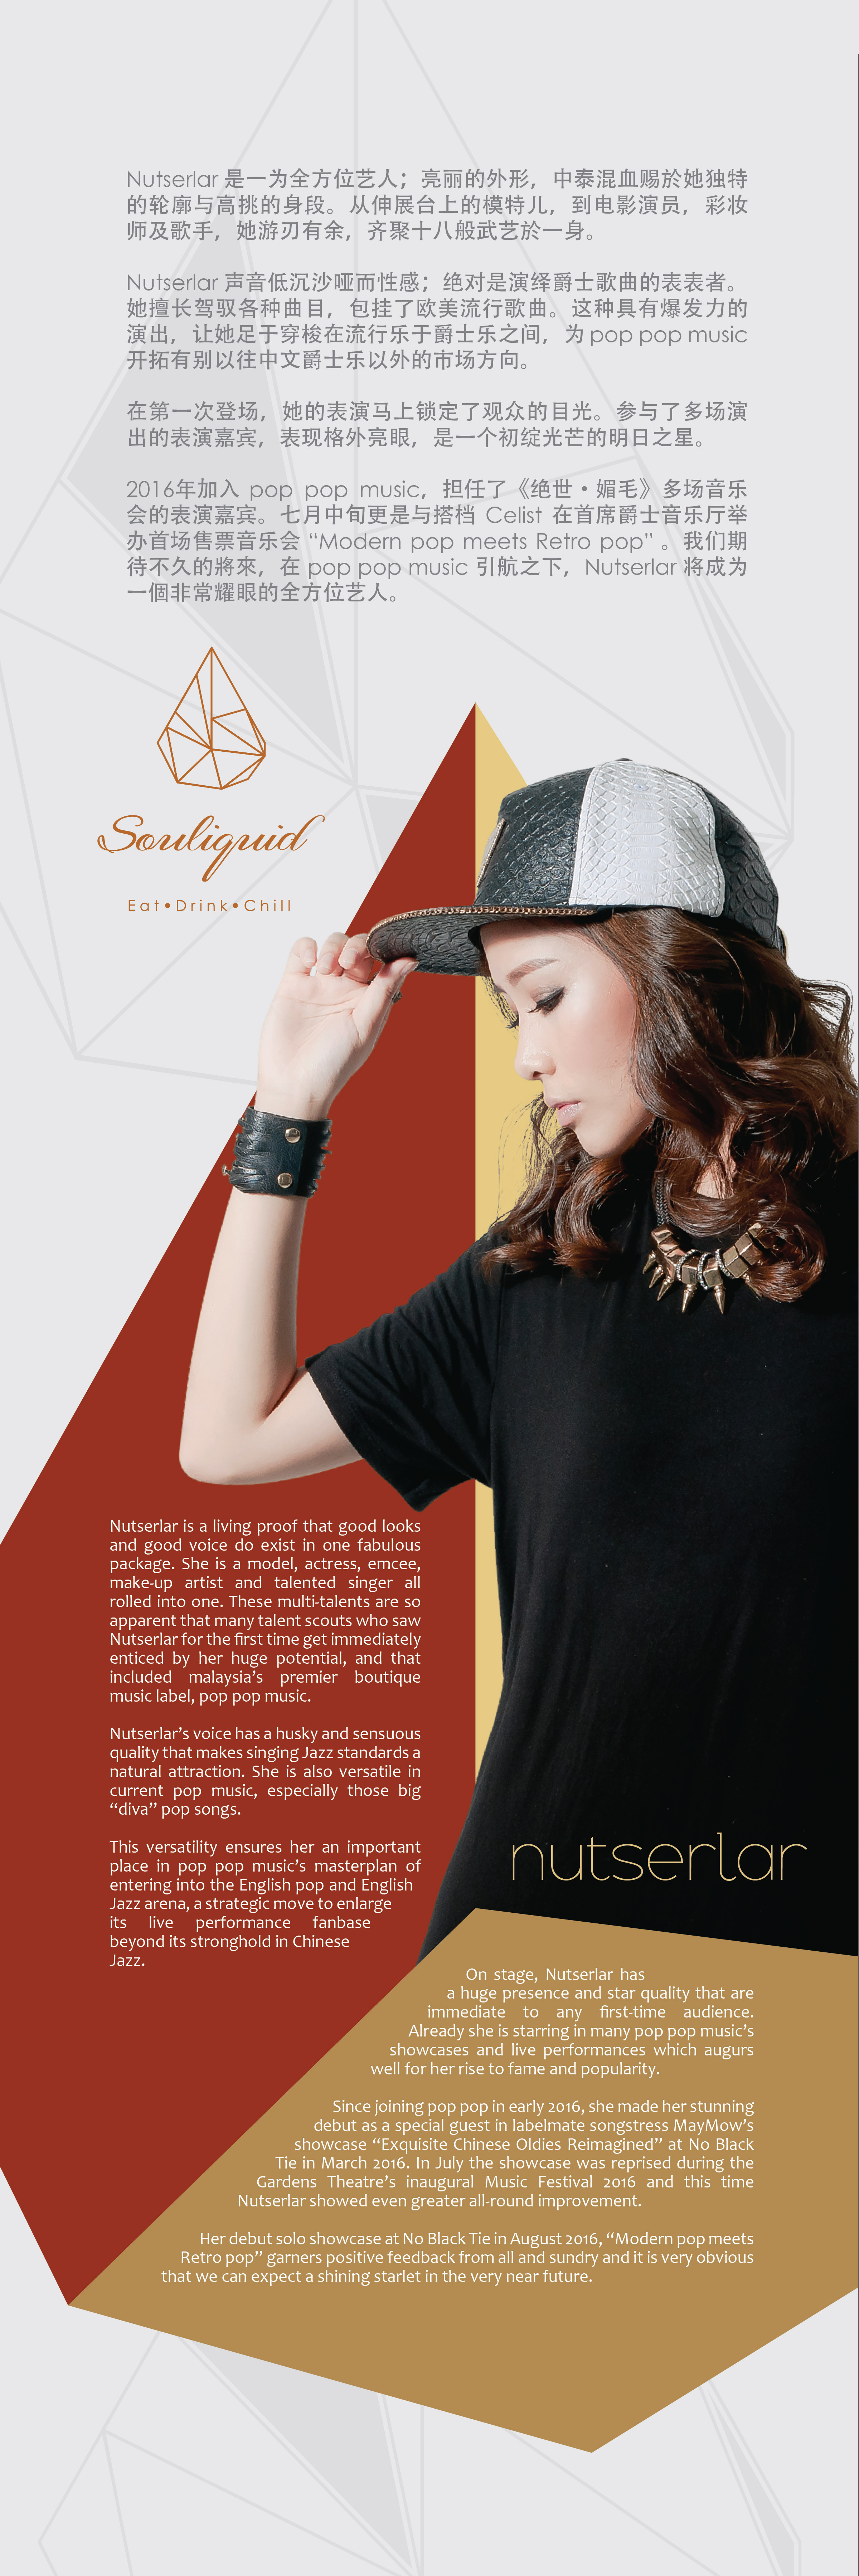 Nutserlar 是一为全方位艺人；亮丽的外形，中泰混血赐於她独特
的轮廓与高挑的身段。从伸展台上的模特儿，到电影演员，彩妆
师及歌手，她游刃有余，齐聚十八般武艺於一身。
Nutserlar 声音低沉沙哑而性感；绝对是演绎爵士歌曲的表表者。
她擅长驾驭各种曲目，包挂了欧美流行歌曲。这种具有爆发力的
演出，让她足于穿梭在流行乐于爵士乐之间，为 pop pop music
开拓有别以往中文爵士乐以外的市场方向。
在第一次登场，她的表演马上锁定了观众的目光。参与了多场演
出的表演嘉宾，表现格外亮眼，是一个初绽光芒的明日之星。
2016年加入 pop pop music，担任了《绝世•媚毛》多场音乐
会的表演嘉宾。七月中旬更是与搭档 Celist 在首席爵士音乐厅举
办首场售票音乐会 “Modern pop meets Retro pop” 。我们期
待不久的將來，在 pop pop music 引航之下，Nutserlar 将成为
一個非常耀眼的全方位艺人。
Souliquid
Eat•Drink•Chill
Nutserlar is a living proof that good looks
and good voice do exist in one fabulous
package. She is a model, actress, emcee,
make-up artist and talented singer all
rolled into one. These multi-talents are so
apparent that many talent scouts who saw
Nutserlar for the first time get immediately
enticed by her huge potential, and that
included malaysia’s premier boutique
music label, pop pop music.
Nutserlar’s voice has a husky and sensuous
quality that makes singing Jazz standards a
natural attraction. She is also versatile in
current pop music, especially those big
“diva” pop songs.
This versatility ensures her an important
place in pop pop music’s masterplan of
entering into the English pop and English
Jazz arena, a strategic move to enlarge
its live performance fanbase
beyond its stronghold in Chinese
Jazz.
nutserlar
On stage, Nutserlar has
a huge presence and star quality that are
immediate to any first-time audience.
Already she is starring in many pop pop music’s
showcases and live performances which augurs
well for her rise to fame and popularity.
Since joining pop pop in early 2016, she made her stunning
debut as a special guest in labelmate songstress MayMow’s
showcase “Exquisite Chinese Oldies Reimagined” at No Black
Tie in March 2016. In July the showcase was reprised during the
Gardens Theatre’s inaugural Music Festival 2016 and this time
Nutserlar showed even greater all-round improvement.
Her debut solo showcase at No Black Tie in August 2016, “Modern pop meets
Retro pop” garners positive feedback from all and sundry and it is very obvious
that we can expect a shining starlet in the very near future.